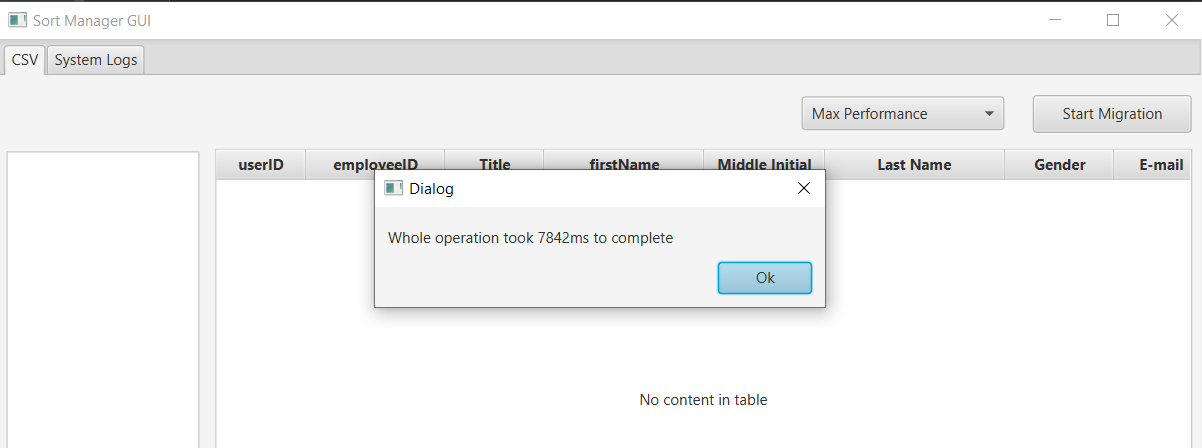 Sort Manager GUI
CSV System Logs
Max Performance Start Migration
userID employeeID Title firstName Middle Initial Last Name Gender E-mail
Dialog
Whole operation took 7842ms to complete
Ok
No content in table